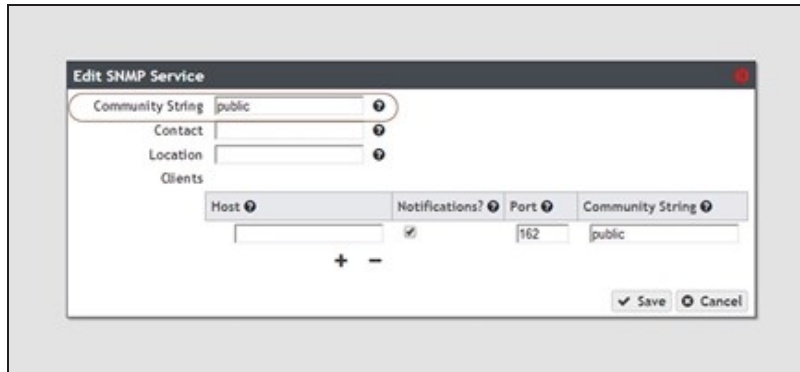 Edit SNMP Service
Community String public
Contact
Location
Clients
Host Notifications? Port Community String
162 public
Save Cancel